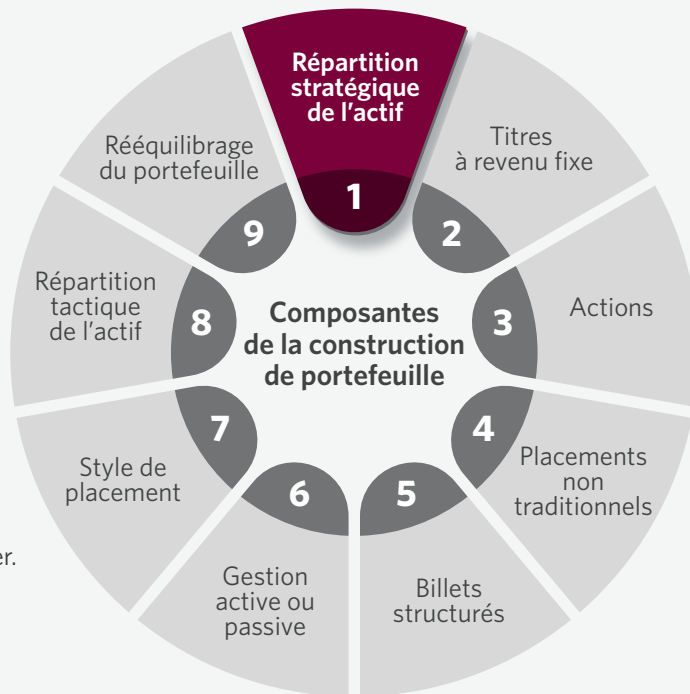 Répartition
stratégique
de l'actif
1
Titres
à revenu fixe
2
Actions
3
Placements
non
traditionnels
4
Billets
structurés
5
Gestion
active ou
passive
6
Style de
placement
7
Répartition
tactique
de l'actif
8
Rééquilibrage
du portefeuille
9
Composantes
de la construction
de portefeuille
er.